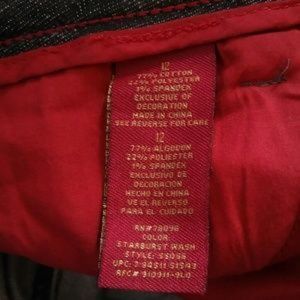 12
77% COTTON
22% POLYESTER
1% SPANDEX
EXCLUSIVE OF
DECORATION
MADE IN CHINA
SEE REVERSE FOR CARE
12
77% ALGODON
22% POLIESTER
1% SPANDEX
EXCLUSIVO DE
DECORACION
HECHO EN CHINA
VE EL REVERSO
PARA EL CUIDADO
COLOR
STARBURST WASH